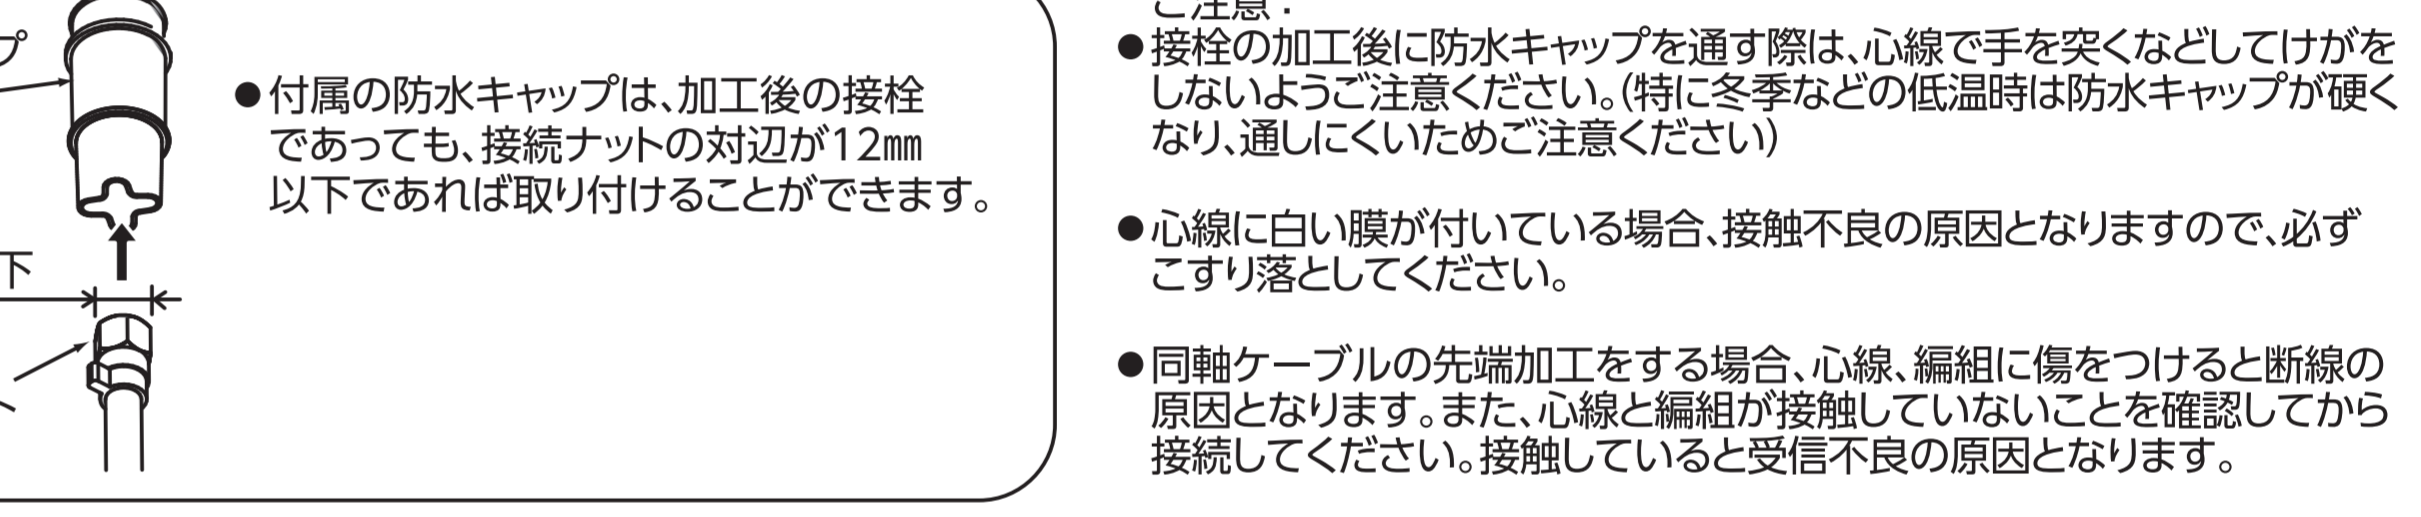 プ
●付属の防水キャップは、加工後の接栓
であっても、接続ナットの対辺が12㎜
以下であれば取り付けることができます。
下
ご注意：
●接栓の加工後に防水キャップを通す際は、心線で手を突くなどしてけがを
しないようご注意ください。(特に冬季などの低温時は防水キャップが硬く
なり、通しにくいためご注意ください)
●心線に白い膜が付いている場合、接触不良の原因となりますので、必ず
こすり落としてください。
●同軸ケーブルの先端加工をする場合、心線、編組に傷をつけると断線の
原因となります。また、心線と編組が接触していないことを確認してから
接続してください。接触していると受信不良の原因となります。